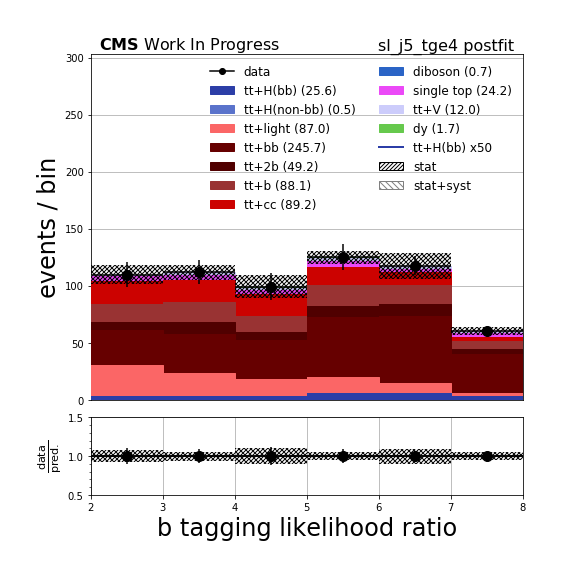 CMS Work In Progress sl_j5_tge4 postfit
data
tt+H(bb) (25.6)
tt+H(non-bb) (0.5)
tt+light (87.0)
tt+bb (245.7)
tt+2b (49.2)
tt+b (88.1)
tt+cc (89.2)
diboson (0.7)
single top (24.2)
tt+V (12.0)
dy (1.7)
tt+H(bb) x50
stat
stat+syst
events / bin
300
250
200
150
100
50
0
data
pred.
1.5
1.0
0.5
2 3 4 5 6 7 8
b tagging likelihood ratio